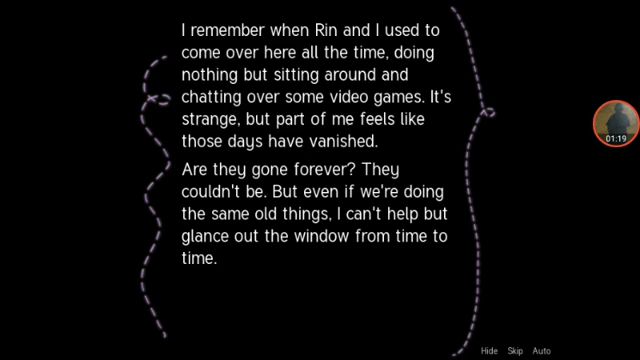 I remember when Rin and I used to
come over here all the time, doing
nothing but sitting around and
chatting over some video games. It's
strange, but part of me feels like
those days have vanished.
Are they gone forever? They
couldn't be. But even if we're doing
the same old things, I can't help but
glance out the window from time to
time.
01:19
Hide Skip Auto